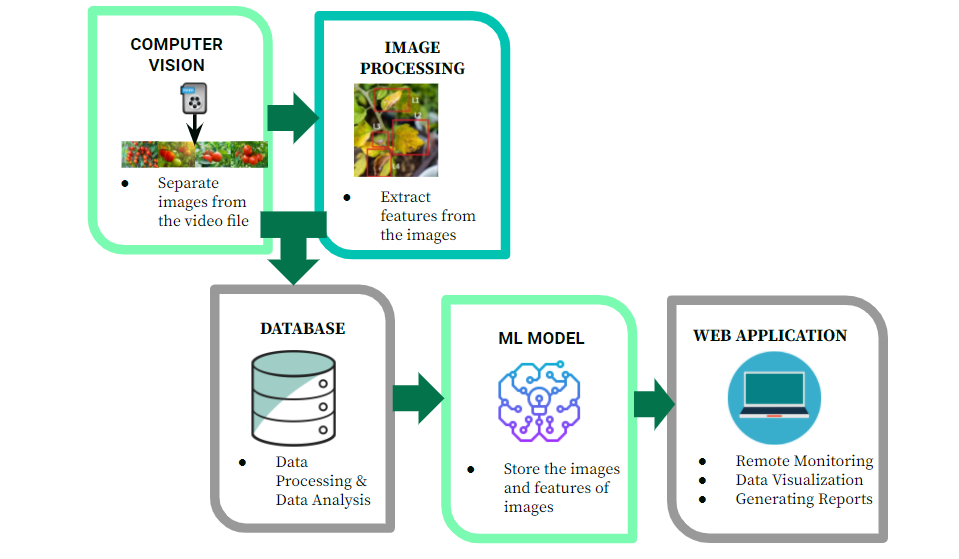 COMPUTER
VISION
● Separate
images from
the video file
IMAGE
PROCESSING
L1
● Extract
features from
the images
DATABASE
● Data
Processing &
Data Analysis
ML MODEL
● Store the images
and features of
images
WEB APPLICATION
● Remote Monitoring
● Data Visualization
● Generating Reports